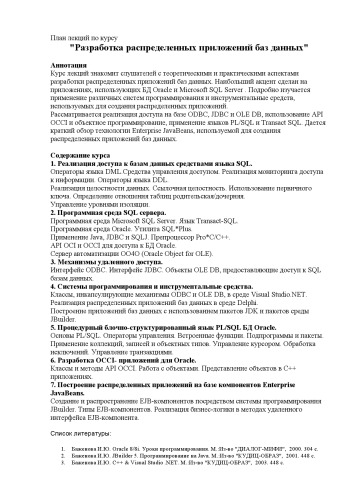 План лекций по курсу
"Разработка распределенных приложений баз данных"
Аннотация
Курс лекций знакомит слушателей с теоретическими и практическими аспектами
разработки распределенных приложений баз данных. Наибольший акцент сделан на
приложениях, использующих БД Oracle и Microsoft SQL Server . Подробно изучается
применение различных систем программирования и инструментальные средства,
используемых для создания распределенных приложений.
Рассматривается реализация доступа на базе ODBC, JDBC и OLE DB, использование API
OCCI и объектное программирование, применение языков PL/SQL и Transact SQL. Дается
краткий обзор технологии Enterprise JavaBeans, используемой для создания
распределенных приложений баз данных.
Содержание курса
1. Реализация доступа к базам данных средствами языка SQL.
Операторы языка DML.Средства управления доступом. Реализация мониторинга доступа
к информации. Операторы языка DDL.
Реализация целостности данных. Ссылочная целостность. Использование первичного
ключа. Определение отношения таблиц родительская/дочерняя.
Управление уровнями изоляции.
2. Программная среда SQL сервера.
Программная среда Microsoft SQL Server. Язык Transact-SQL.
Программная среда Oracle. Утилита SQL*Plus.
Применение Java, JDBC и SQLJ. Препроцессор Pro*C/C++.
API OCI и OCCI для доступа к БД Oracle.
Сервер автоматизации OO4O (Oracle Object for OLE).
3. Механизмы удаленного доступа.
Интерфейс ODBC. Интерфейс JDBC. Объекты OLE DB, предоставляющие доступ к SQL
базам данных.
4. Системы программирования и инструментальные средства.
Классы, инкапсулирующие механизмы ODBC и OLE DB, в среде Visual Studio.NET.
Реализация распределенных приложений баз данных в среде Delphi.
Построение приложений баз данных с использованием пакетов JDK и пакетов среды
JBuilder.
5. Процедурный блочно-структурированный язык PL/SQL БД Oracle.
Основы PL/SQL. Операторы управления. Встроенные функции. Подпрограммы и пакеты.
Применение коллекций, записей и объектных типов. Управление курсором. Обработка
исключений. Управление транзакциями.
6. Разработка OCCI- приложений для Oracle.
Классы и методы API OCCI. Работа с объектами. Представление объектов в C++
приложениях.
7. Построение распределенных приложений на базе компонентов Enterprise
JavaBeans.
Создание и распространение EJB-компонентов посредством системы программирования
JBuilder. Типы EJB-компонентов. Реализация бизнес-логики в методах удаленного
интерфейса EJB-компонента.
Список литературы:
1. Баженова И.Ю. Oracle 8/8i. Уроки программирования. М.:Из-во "ДИАЛОГ-МИФИ", 2000. 304 с.
2. Баженова И.Ю. JBuilder 5. Программирование на Java. М.:Из-во "КУДИЦ-ОБРАЗ", 2001. 448 с.
3. Баженова И.Ю. C++ & Visual Studio .NET. М.:Из-во "КУДИЦ-ОБРАЗ", 2003. 448 с.